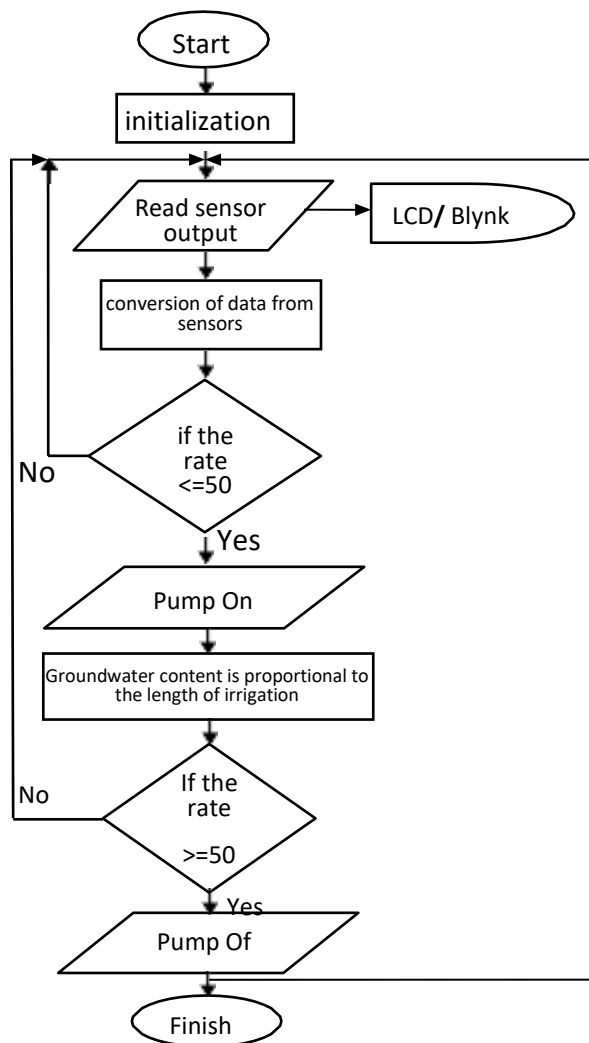 Start
initialization
Read sensor
output
LCD/ Blynk
conversion of data from
sensors
if the
rate
<=50
No
Yes
Pump On
Groundwater content is proportional to
the length of irrigation
If the
rate
>=50
No
Yes
Pump Of
Finish